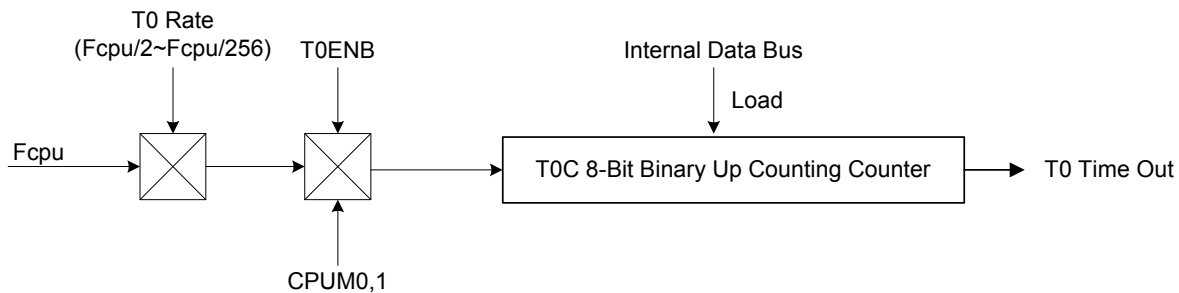 T0 Rate
(Fcpu/2~Fcpu/256)
T0ENB
Internal Data Bus
Load
Fcpu
T0C 8-Bit Binary Up Counting Counter
T0 Time Out
CPUM0,1